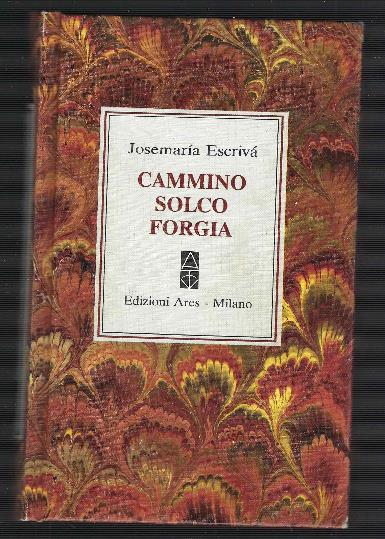 Josemaría Escrivá
CAMMINO
SOLCO
FORGIA
Edizioni Ares - Milano